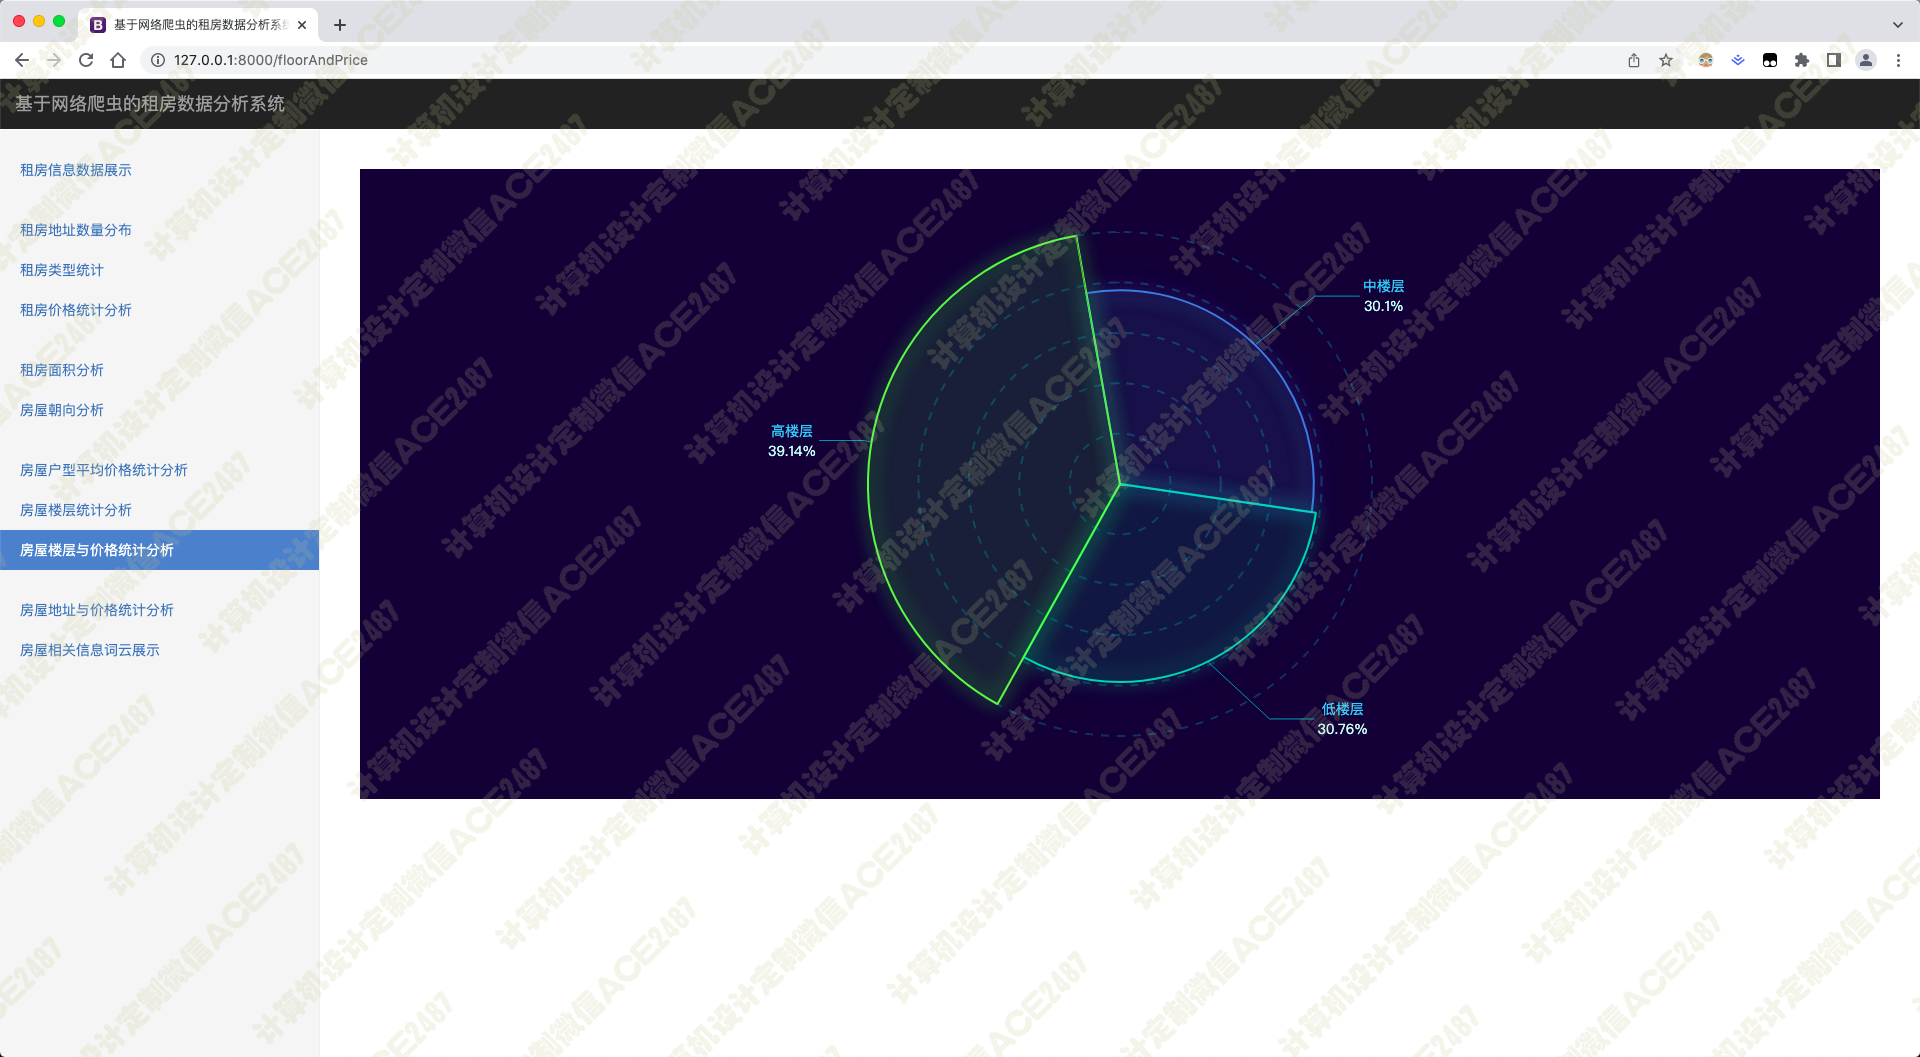 基于网络爬虫的租房数据分析系统
127.0.0.1:8000/floorAndPrice
基于网络爬虫的租房数据分析系统
租房信息数据展示
租房地址数量分布
租房类型统计
租房价格统计分析
租房面积分析
房屋朝向分析
房屋户型平均价格统计分析
房屋楼层统计分析
房屋楼层与价格统计分析
房屋地址与价格统计分析
房屋相关信息词云展示
中楼层
30.1%
高楼层
39.14%
低楼层
30.76%
计算机设计定制微信ACE2487